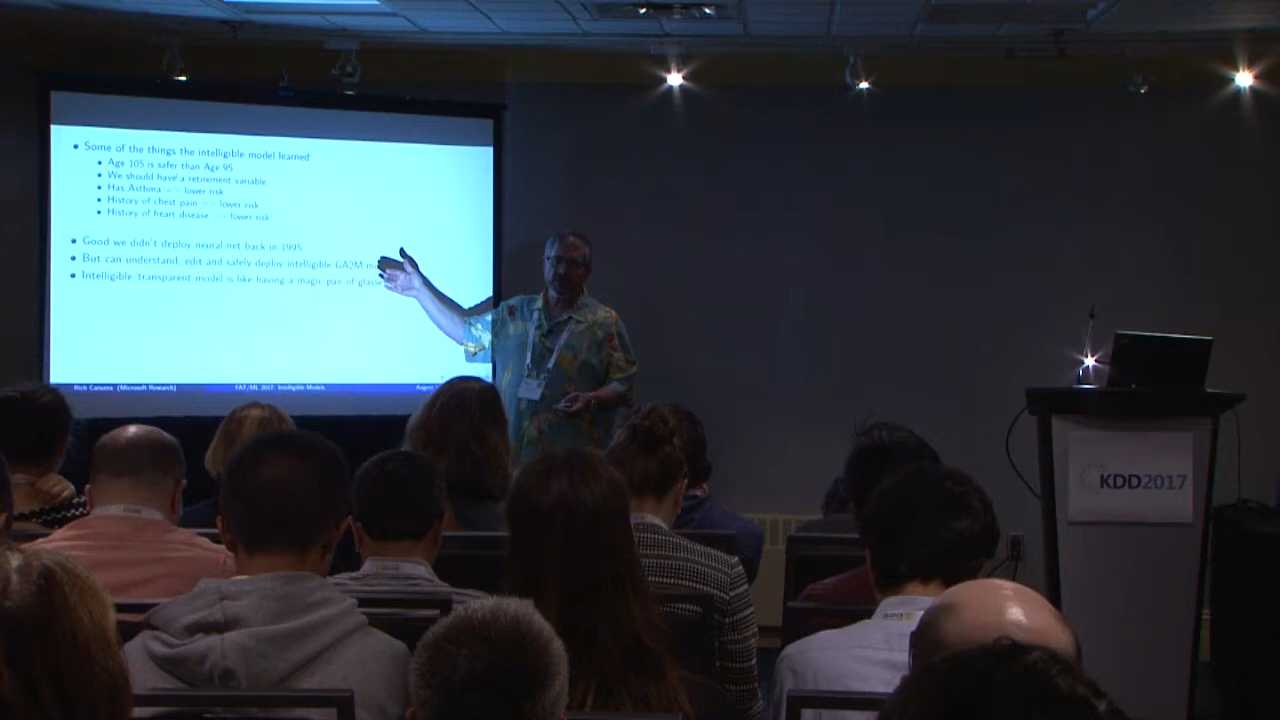 Some of the things the intelligible model learned:
Age 105 is safer than Age 95
We should have a retirement variable
Has Asthma => lower risk
History of chest pain => lower risk
History of heart disease => lower risk
Good we didn't deploy neural net back in 1995
But can understand, edit and safely deploy intelligible GA2M
Intelligible/transparent model is like having a magic pair of
Rich Caruana (Microsoft Research) FAT/ML 2017: Intelligible Models August
KDD2017